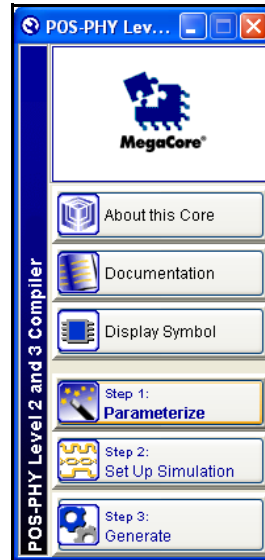 POS-PHY Lev...
MegaCore®
POS-PHY Level 2 and 3 Compiler
About this Core
Documentation
Display Symbol
Step 1:
Parameterize
Step 2:
Set Up Simulation
Step 3:
Generate